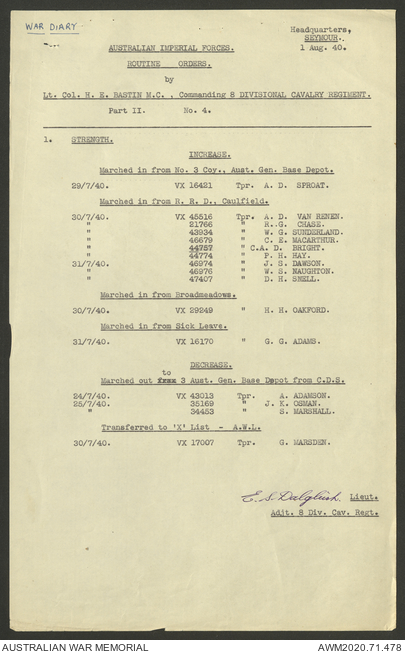 WAR DIARY
Headquarters,
SEYMOUR.
1 Aug. 40.
AUSTRALIAN IMPERIAL FORCES.
ROUTINE ORDERS.
by
Lt. Col. H. E. BASTIN M.C. , Commanding 8 DIVISIONAL CAVALRY REGIMENT.
Part II. No. 4.
1. STRENGTH.
INCREASE.
Marched in from No. 3 Coy., Aust. Gen. Base Depot.
29/7/40. VX 16421 Tpr. A. D. SPROAT.
Marched in from R. R. D., Caulfield.
30/7/40. VX 45516 Tpr. A. D. VAN RENEN.
" 21766 " R. G. CHASE.
" 43934 " W. G. SUNDERLAND.
" 46679 " C. E. MACARTHUR.
" 44757 " C.A. D. BRIGHT.
" 44774 " P. H. HAY.
31/7/40. 46974 " J. S. DAWSON.
" 46976 " W. S. NAUGHTON.
" 47407 " D. H. SNELL.
Marched in from Broadmeadows.
30/7/40. VX 29249 " H. H. OAKFORD.
Marched in from Sick Leave.
31/7/40. VX 16170 " G. G. ADAMS.
DECREASE.
to
Marched out 3 Aust. Gen. Base Depot from C.D.S.
24/7/40. VX 43013 Tpr. A. ADAMSON.
25/7/40. 35169 " J. K. OSMAN.
" 34453 " S. MARSHALL.
Transferred to 'X' List - A.W.L.
30/7/40. VX 17007 Tpr. G. MARSDEN.
E. S. Dalgleish Lieut.
Adjt. 8 Div. Cav. Regt.
AUSTRALIAN WAR MEMORIAL
AWM2020.71.478